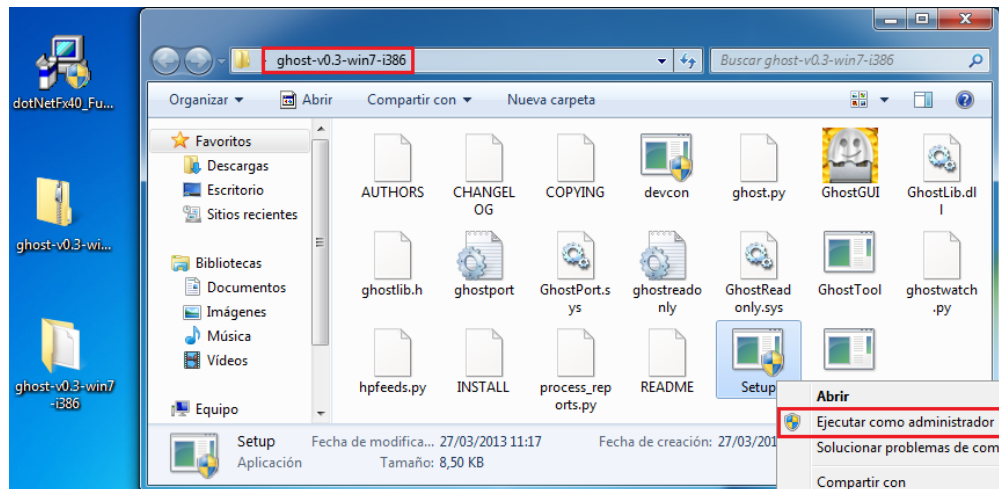 dotNetFx40_Fu...
ghost-v0.3-wi...
ghost-v0.3-win7
-i386
ghost-v0.3-win7-i386
Buscar ghost-v0.3-win7-i386
Organizar
Abrir
Compartir con
Nueva carpeta
Favoritos
Descargas
Escritorio
Sitios recientes
Bibliotecas
Documentos
Imágenes
Música
Vídeos
Equipo
AUTHORS
CHANGEL
OG
COPYING
devcon
ghost.py
GhostGUI
GhostLib.dl
l
ghostlib.h
ghostport
GhostPort.s
ys
ghostreado
nly
GhostRead
only.sys
GhostTool
ghostwatch
.py
hpfeeds.py
INSTALL
process_rep
orts.py
README
Setup
Abrir
Ejecutar como administrador
Solucionar problemas de com
Compartir con
Setup
Fecha de modifica... 27/03/2013 11:17
Fecha de creación: 27/03/201
Aplicación
Tamaño: 8,50 KB